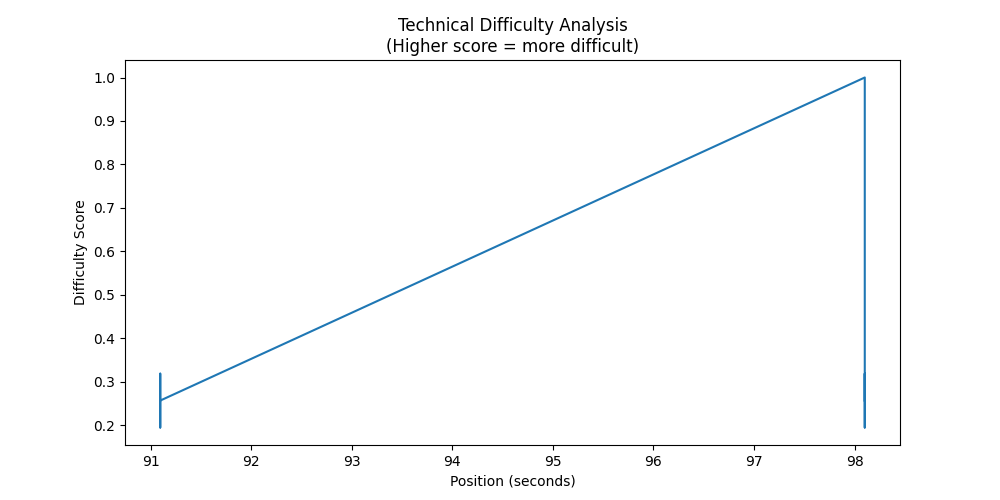 Technical Difficulty Analysis
(Higher score = more difficult)
Difficulty Score
1.0
0.9
0.8
0.7
0.6
0.5
0.4
0.3
0.2
91 92 93 94 95 96 97 98
Position (seconds)